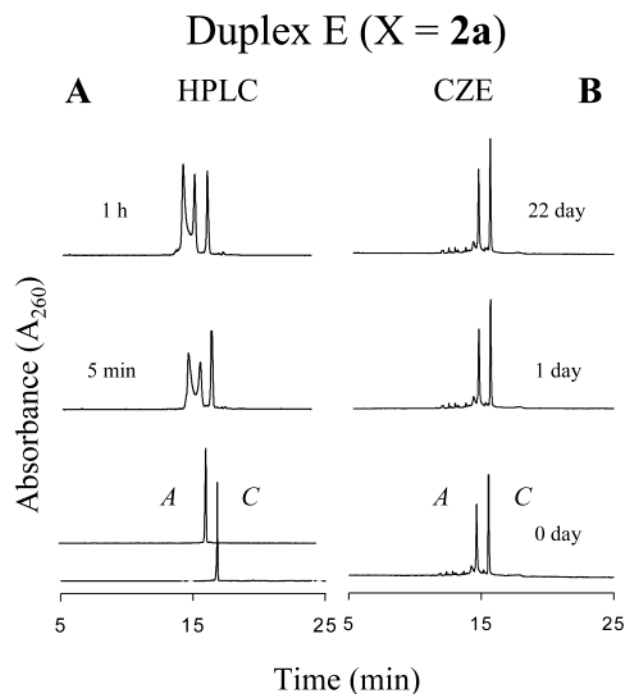 Duplex E (X = 2a)
A HPLC CZE B
1 h 22 day
5 min 1 day
A C A C 0 day
Absorbance (A260)
5 15 25 5 15 25
Time (min)